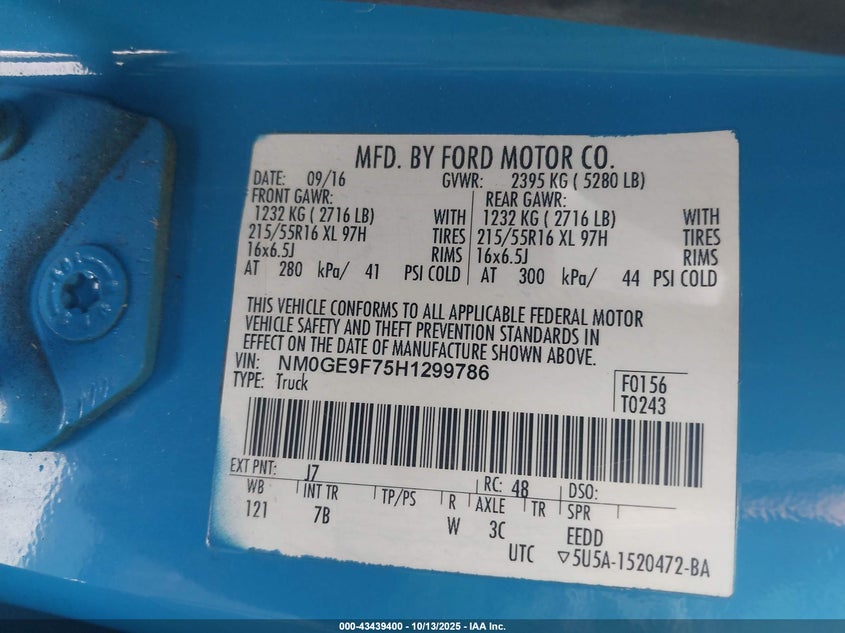 MFD. BY FORD MOTOR CO.
DATE: 09/16 GVWR: 2395 KG ( 5280 LB)
FRONT GAWR: REAR GAWR:
1232 KG ( 2716 LB) WITH 1232 KG ( 2716 LB) WITH
215/55R16 XL 97H TIRES 215/55R16 XL 97H TIRES
16x6.5J RIMS 16x6.5J RIMS
AT 280 kPa/ 41 PSI COLD AT 300 kPa/ 44 PSI COLD
THIS VEHICLE CONFORMS TO ALL APPLICABLE FEDERAL MOTOR
VEHICLE SAFETY AND THEFT PREVENTION STANDARDS IN
EFFECT ON THE DATE OF MANUFACTURE SHOWN ABOVE.
VIN: NM0GE9F75H1299786
TYPE: Truck
F0156
T0243
EXT PNT: J7 RC: 48 DSO:
WB INT TR TP/PS R AXLE TR SPR
121 7B W 3C EEDD
UTC ▽5U5A-1520472-BA
000-43439400 - 10/13/2025 - IAA Inc.